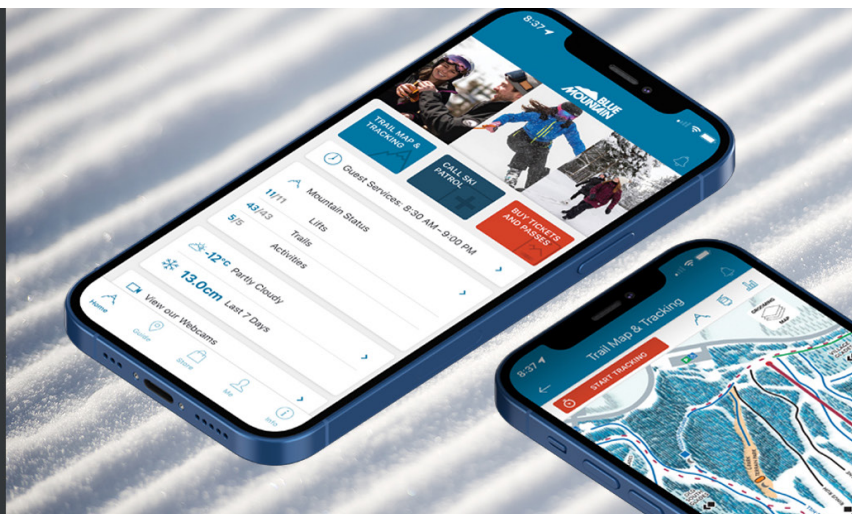 8:37
BLUE
MOUNTAIN
TRAIL MAP &
TRACKING
CALL SKI
PATROL
BUY TICKETS
AND PASSES
Guest Services: 8:30 AM – 9:00 PM
Mountain Status
11/11 Lifts
43/43 Trails
5/5 Activities
-12°C Partly Cloudy
13.0cm Last 7 Days
View our Webcams
Home
Guide
Store
Me
Info
8:37
Trail Map & Tracking
START TRACKING
GROOMING
MAP